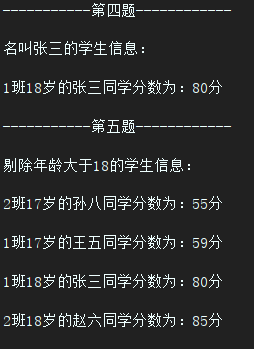 -----------第四题------------
名叫张三的学生信息：
1班18岁的张三同学分数为：80分
-----------第五题------------
剔除年龄大于18的学生信息：
2班17岁的孙八同学分数为：55分
1班17岁的王五同学分数为：59分
1班18岁的张三同学分数为：80分
2班18岁的赵六同学分数为：85分